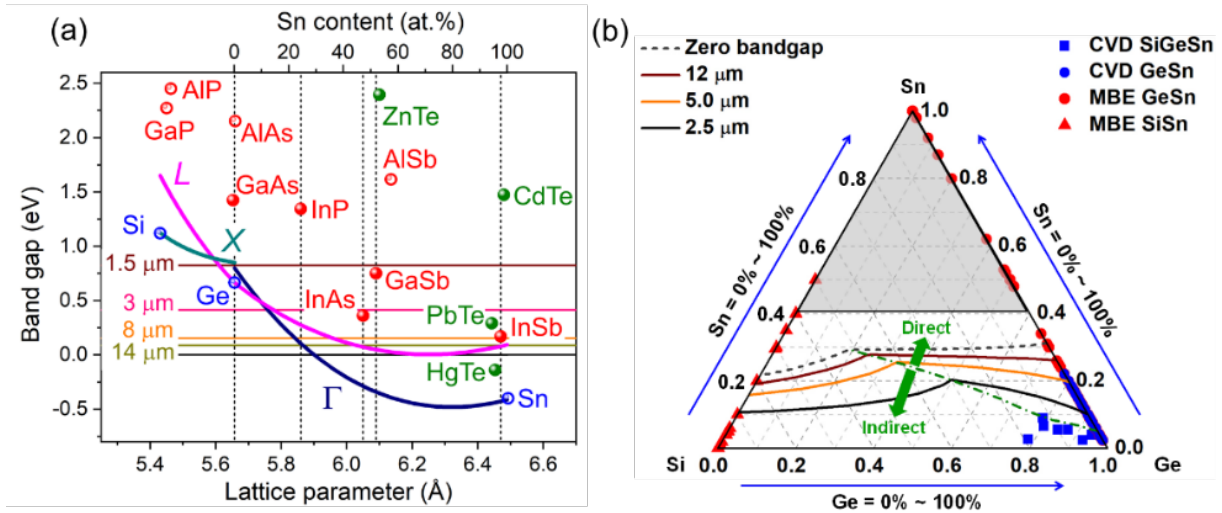 (a)
Sn content (at.%)
0 25 50 75 100
2.5
2.0
1.5
1.0
0.5
0.0
-0.5
Band gap (eV)
AlP
GaP
AlAs
ZnTe
L
AlSb
GaAs
InP
CdTe
Si
X
1.5 μm
Ge
GaSb
3 μm
InAs
PbTe
8 μm
InSb
14 μm
HgTe
Γ
Sn
5.4 5.6 5.8 6.0 6.2 6.4 6.6
Lattice parameter (Å)
(b)
Zero bandgap
12 μm
5.0 μm
2.5 μm
CVD SiGeSn
CVD GeSn
MBE GeSn
MBE SiSn
Sn
1.0
0.8 0.8
0.6 0.6
0.4 0.4
0.2 0.2
0.0
Sn = 0% ~ 100%
Sn = 0% ~ 100%
Direct
Indirect
Si 0.0 0.2 0.4 0.6 0.8 1.0 Ge
Ge = 0% ~ 100%